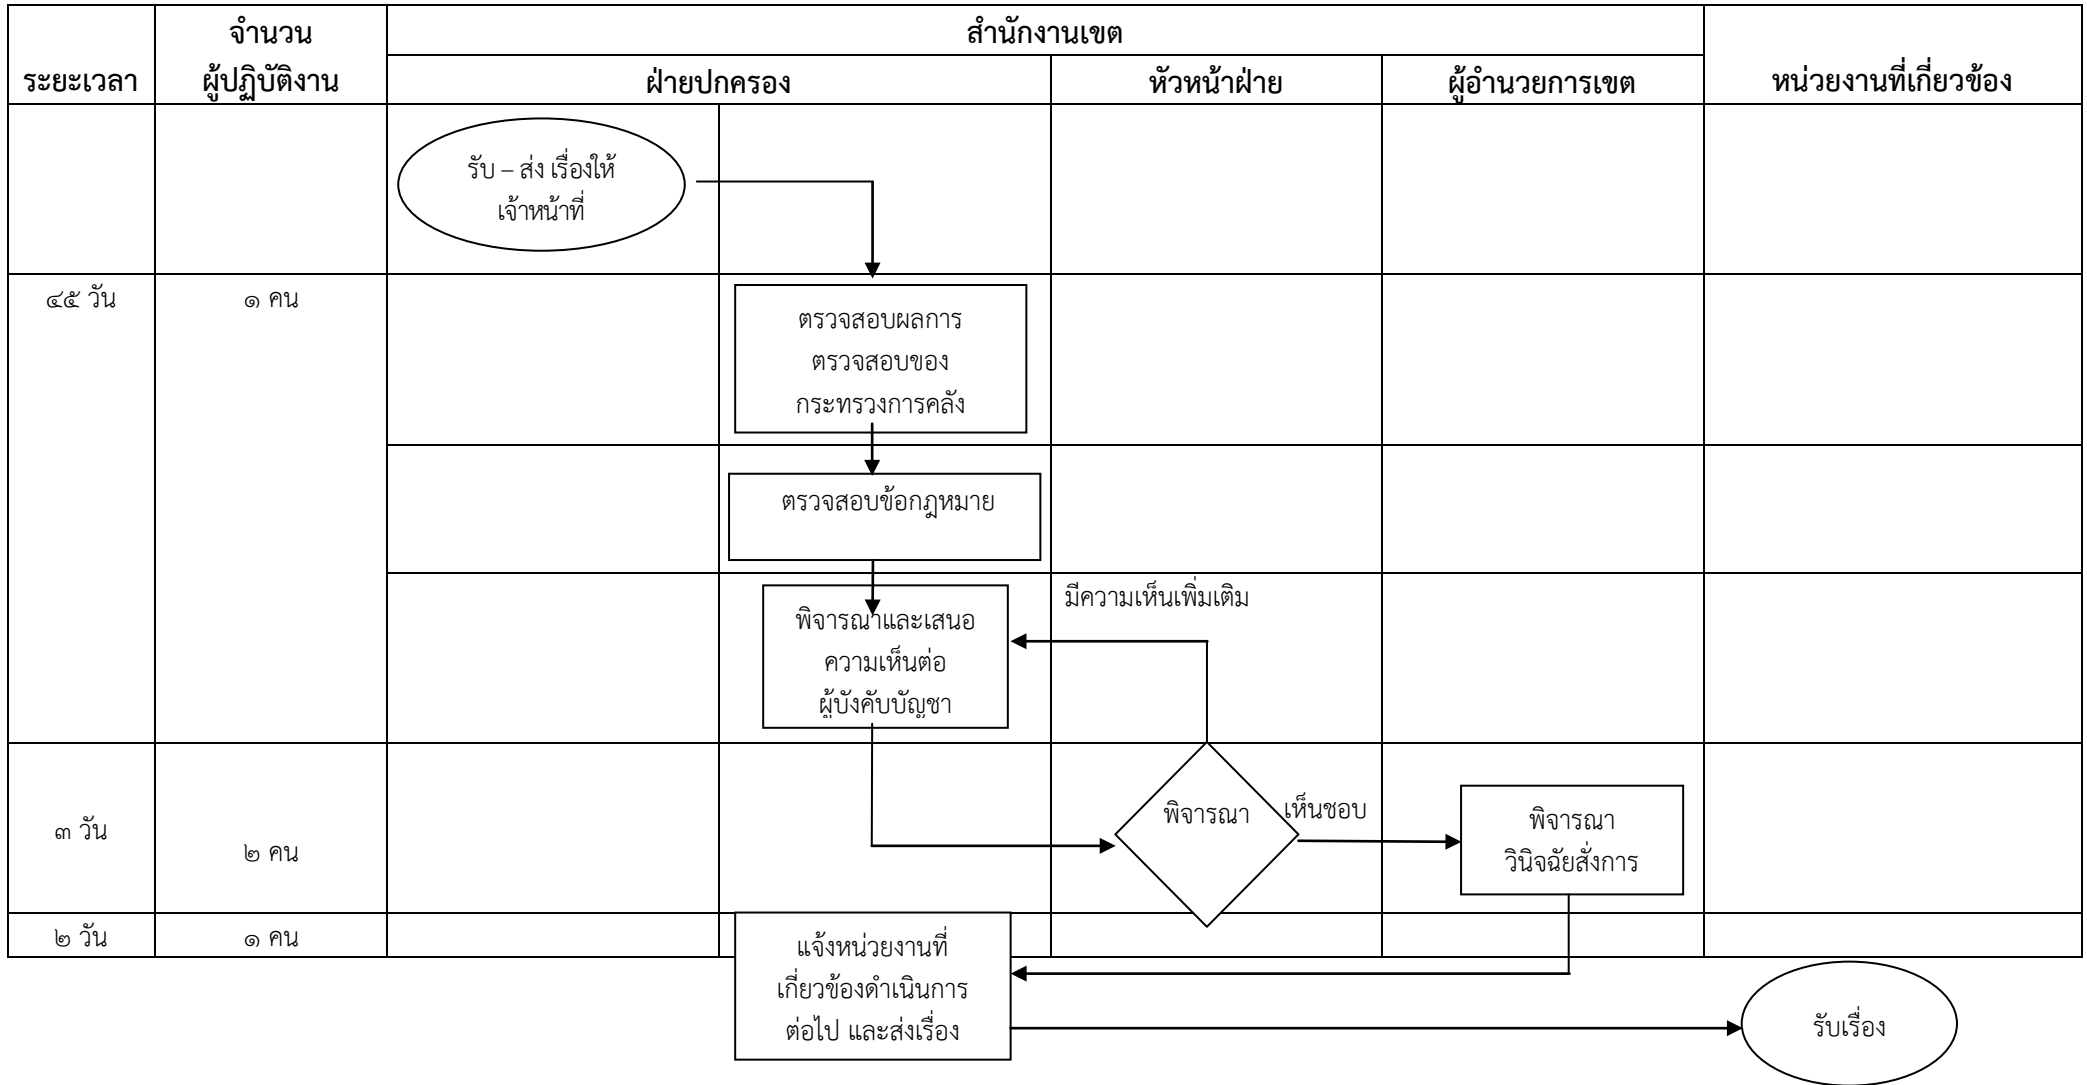 ระยะเวลา
จำนวน
ผู้ปฏิบัติงาน
สำนักงานเขต
ฝ่ายปกครอง
หัวหน้าฝ่าย
ผู้อำนวยการเขต
หน่วยงานที่เกี่ยวข้อง
รับ – ส่ง เรื่องให้
เจ้าหน้าที่
๔๕ วัน
๑ คน
ตรวจสอบผลการ
ตรวจสอบของ
กระทรวงการคลัง
ตรวจสอบข้อกฎหมาย
พิจารณาและเสนอ
ความเห็นต่อ
ผู้บังคับบัญชา
มีความเห็นเพิ่มเติม
๓ วัน
๒ คน
พิจารณา
เห็นชอบ
พิจารณา
วินิจฉัยสั่งการ
๒ วัน
๑ คน
แจ้งหน่วยงานที่
เกี่ยวข้องดำเนินการ
ต่อไป และส่งเรื่อง
รับเรื่อง